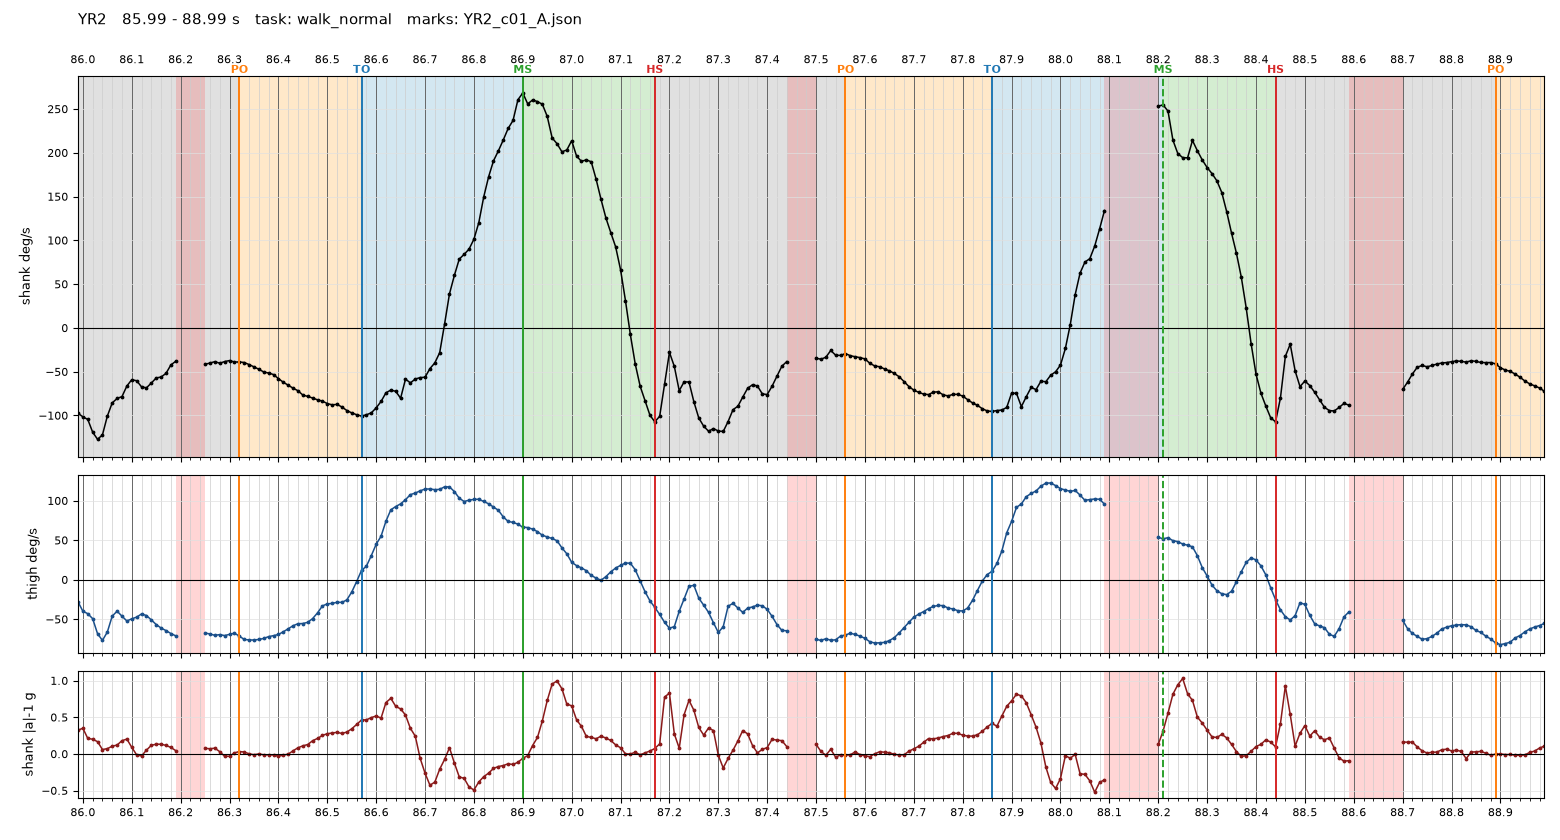 YR2 85.99 - 88.99 s task: walk_normal marks: YR2_c01_A.json
86.0 86.1 86.2 86.3 86.4 86.5 86.6 86.7 86.8 86.9 87.0 87.1 87.2 87.3 87.4 87.5 87.6 87.7 87.8 87.9 88.0 88.1 88.2 88.3 88.4 88.5 88.6 88.7 88.8 88.9
PO TO MS HS PO TO MS HS PO
shank deg/s
250
200
150
100
50
0
−50
−100
thigh deg/s
100
50
0
−50
shank |a|-1 g
1.0
0.5
0.0
−0.5
86.0 86.1 86.2 86.3 86.4 86.5 86.6 86.7 86.8 86.9 87.0 87.1 87.2 87.3 87.4 87.5 87.6 87.7 87.8 87.9 88.0 88.1 88.2 88.3 88.4 88.5 88.6 88.7 88.8 88.9